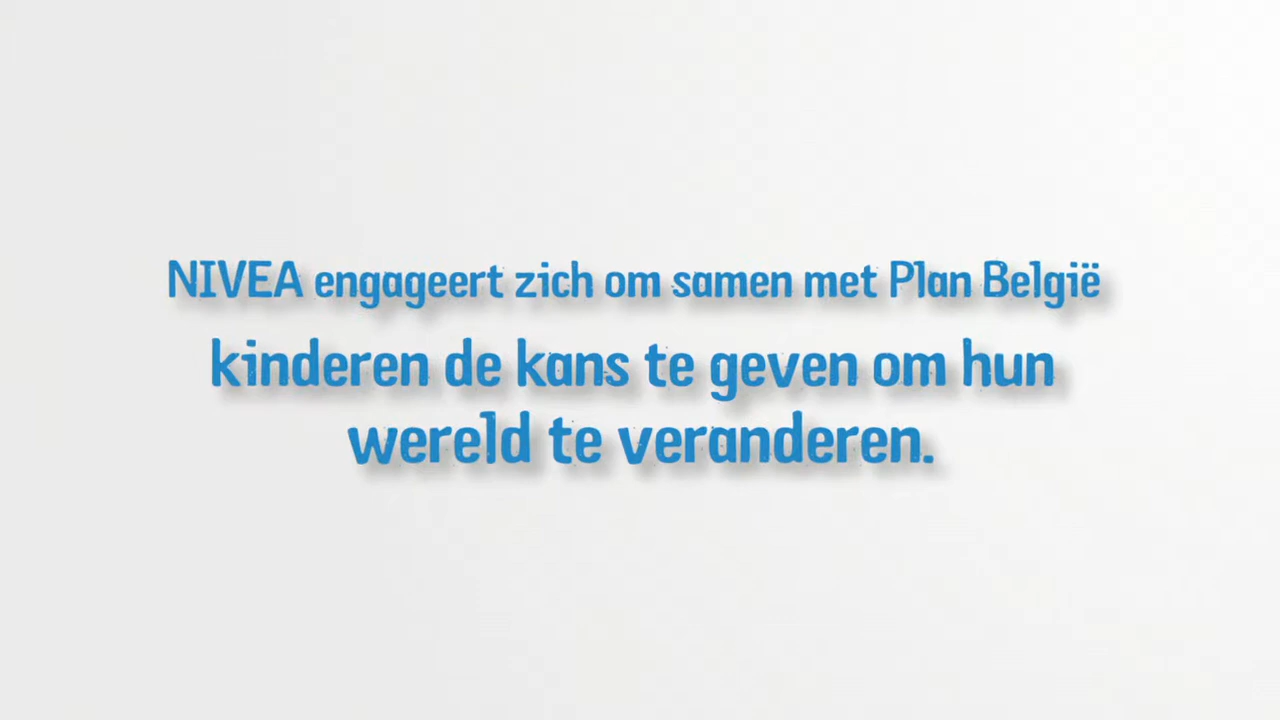 NIVEA engageert zich om samen met Plan België
kinderen de kans te geven om hun
wereld te veranderen.